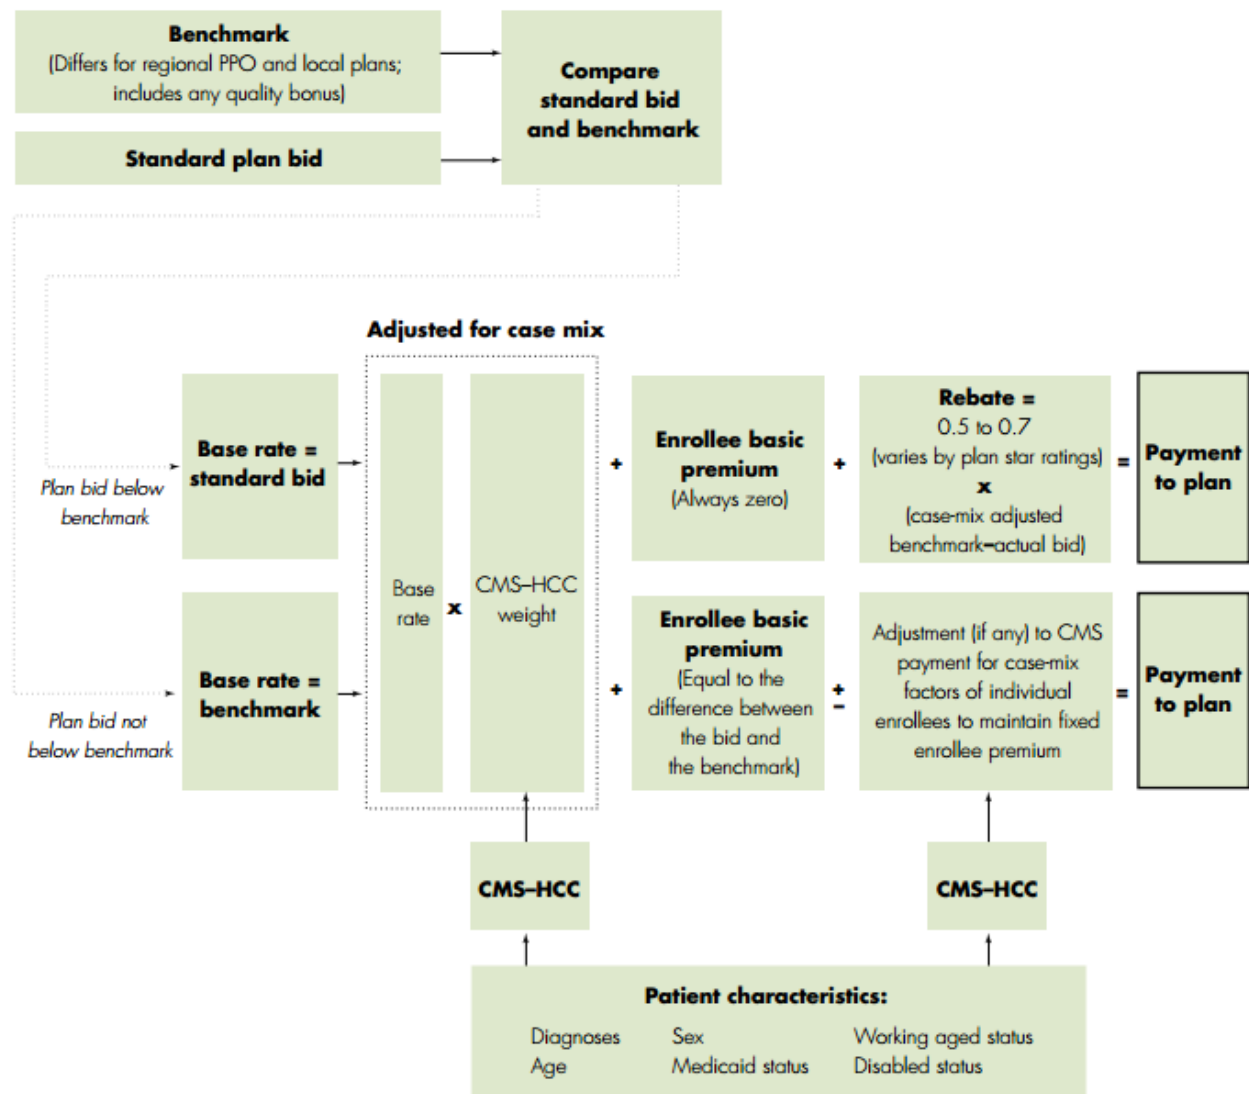 Benchmark
(Differs for regional PPO and local plans;
includes any quality bonus)
Standard plan bid
Compare
standard bid
and benchmark
Adjusted for case mix
Plan bid below
benchmark
Base rate =
standard bid
Base
rate
x
CMS–HCC
weight
+
Enrollee basic
premium
(Always zero)
+
Rebate =
0.5 to 0.7
(varies by plan star ratings)
x
(case-mix adjusted
benchmark–actual bid)
=
Payment
to plan
Plan bid not
below benchmark
Base rate =
benchmark
+
Enrollee basic
premium
(Equal to the
difference between
the bid and
the benchmark)
±
Adjustment (if any) to CMS
payment for case-mix
factors of individual
enrollees to maintain fixed
enrollee premium
=
Payment
to plan
CMS–HCC
CMS–HCC
Patient characteristics:
Diagnoses Sex Working aged status
Age Medicaid status Disabled status